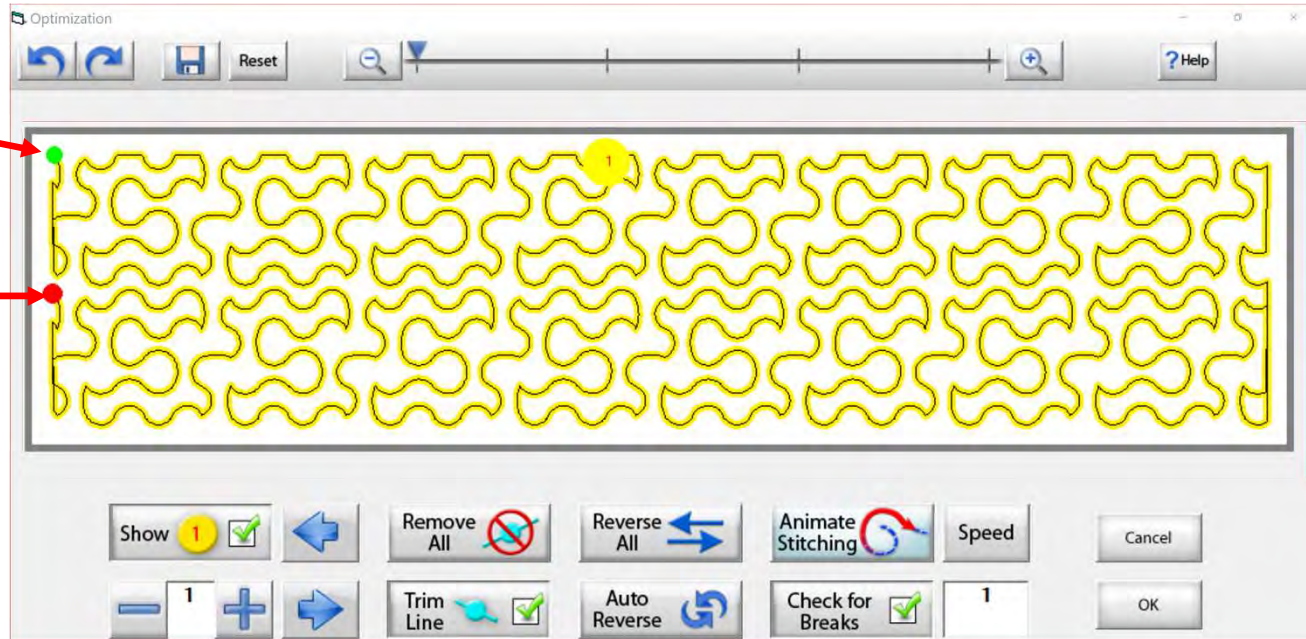 Optimization
Reset
?Help
1
Show 1
Remove All
Reverse All
Animate Stitching
Speed
Cancel
1
Trim Line
Auto Reverse
Check for Breaks
1
OK